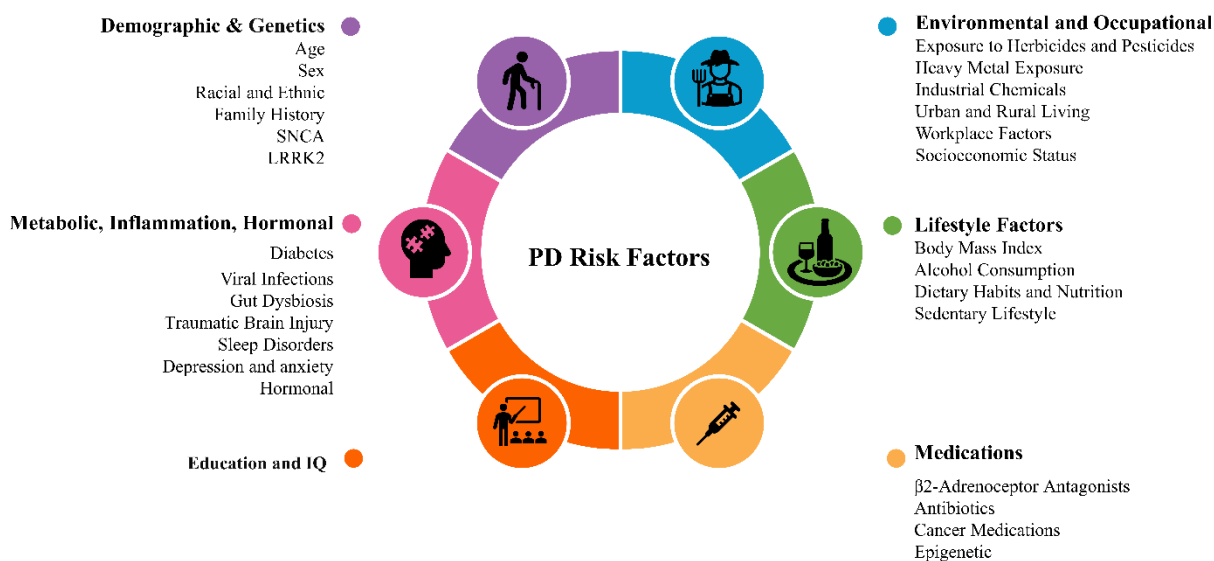 Demographic & Genetics
Age
Sex
Racial and Ethnic
Family History
SNCA
LRRK2
Metabolic, Inflammation, Hormonal
Diabetes
Viral Infections
Gut Dysbiosis
Traumatic Brain Injury
Sleep Disorders
Depression and anxiety
Hormonal
Education and IQ
PD Risk Factors
Environmental and Occupational
Exposure to Herbicides and Pesticides
Heavy Metal Exposure
Industrial Chemicals
Urban and Rural Living
Workplace Factors
Socioeconomic Status
Lifestyle Factors
Body Mass Index
Alcohol Consumption
Dietary Habits and Nutrition
Sedentary Lifestyle
Medications
β2-Adrenoceptor Antagonists
Antibiotics
Cancer Medications
Epigenetic